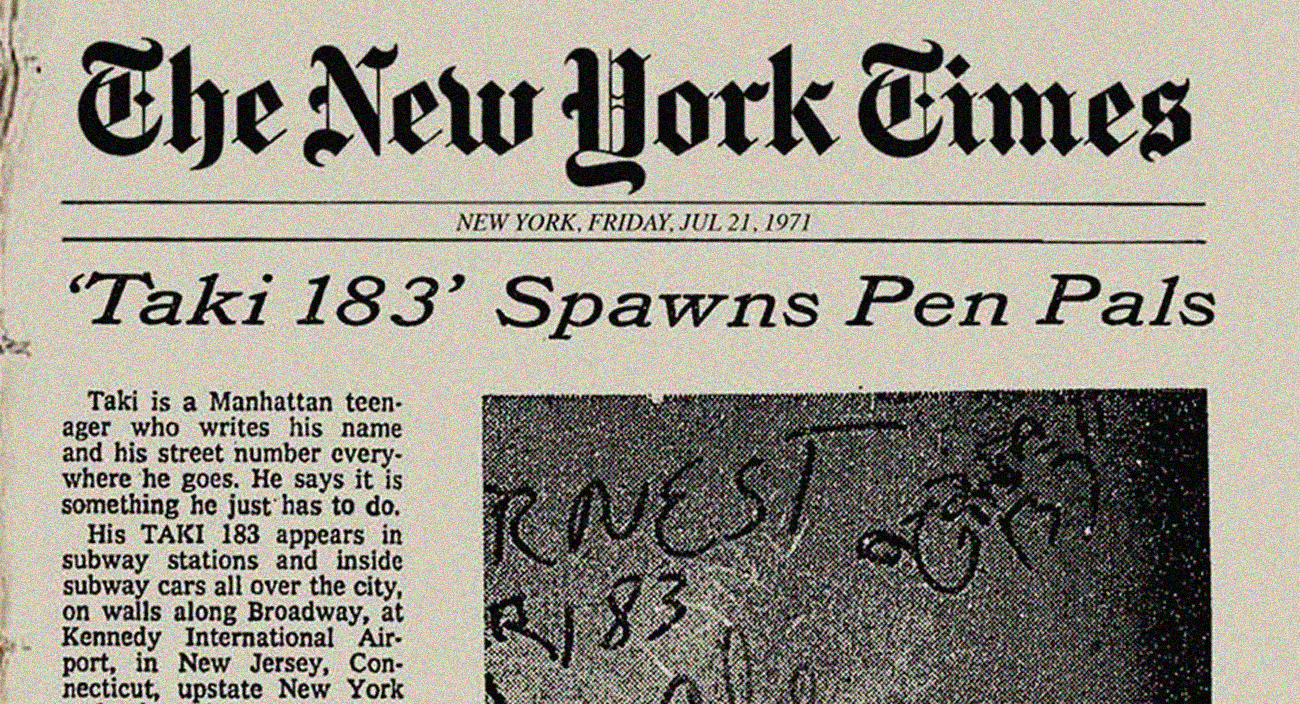 The New York Times
NEW YORK, FRIDAY, JUL 21, 1971
‘Taki 183’ Spawns Pen Pals
Taki is a Manhattan teen-
ager who writes his name
and his street number every-
where he goes. He says it is
something he just has to do.
His TAKI 183 appears in
subway stations and inside
subway cars all over the city,
on walls along Broadway, at
Kennedy International Air-
port, in New Jersey, Con-
necticut, upstate New York
RNEST
183